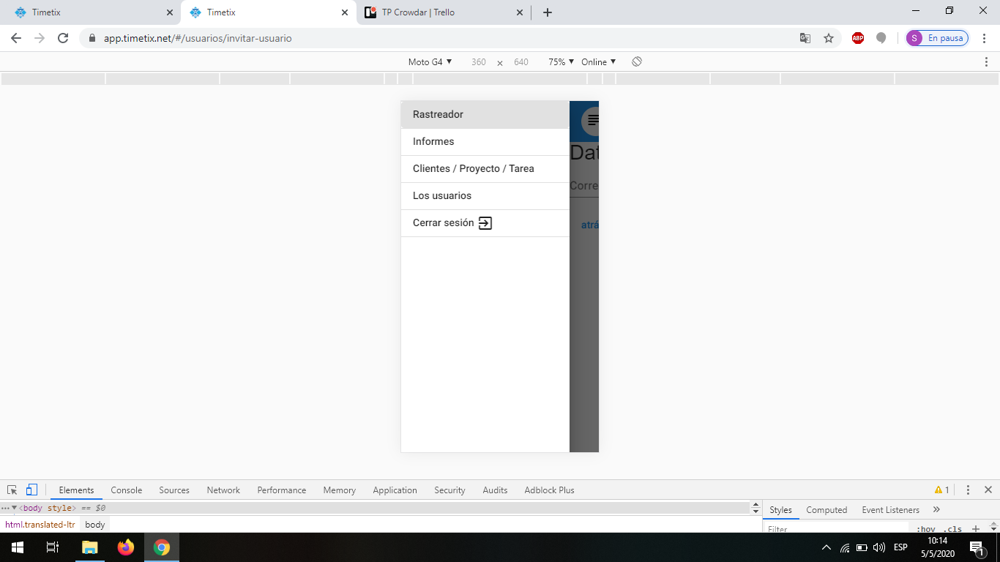 Timetix
Timetix
TP Crowdar | Trello
app.timetix.net/#/usuarios/invitar-usuario
ABP
S
En pausa
Moto G4
360
×
640
75%
Online
Rastreador
Informes
Clientes / Proyecto / Tarea
Los usuarios
Cerrar sesión
Dat
Corre
atrá
Elements
Console
Sources
Network
Performance
Memory
Application
Security
Audits
Adblock Plus
1
<body style> == $0
Styles
Computed
Event Listeners
»
html.translated-ltr
body
Filter
:hov
.cls
+
ESP
10:14
5/5/2020
1